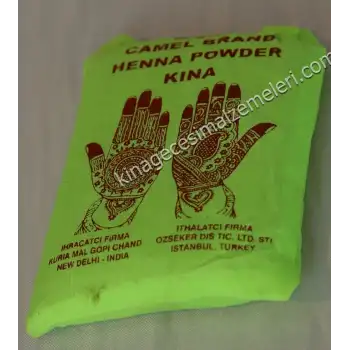 CAMEL BRAND
HENNA POWDER
KINA
kinagecesimalzemeleri.com
IHRACATCI FIRMA
KURIA MAL GOPI CHAND
NEW DELHI - INDIA
ITHALATCI FIRMA
OZSEKER DIS TIC. LTD. STI
ISTANBUL, TURKEY